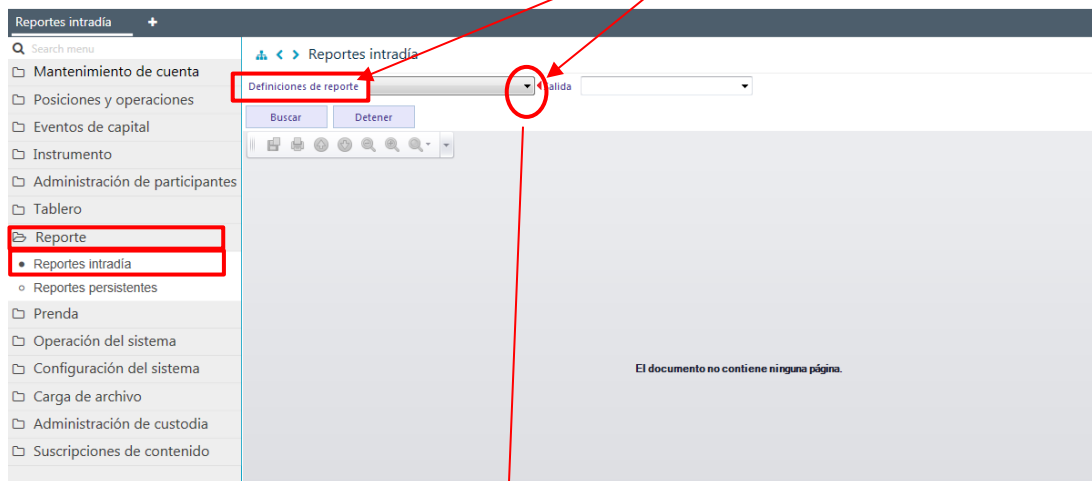 Reportes intradía +
Search menu
Mantenimiento de cuenta
Posiciones y operaciones
Eventos de capital
Instrumento
Administración de participantes
Tablero
Reporte
Reportes intradía
Reportes persistentes
Prenda
Operación del sistema
Configuración del sistema
Carga de archivo
Administración de custodia
Suscripciones de contenido
Reportes intradía
Definiciones de reporte
alida
Buscar Detener
El documento no contiene ninguna página.